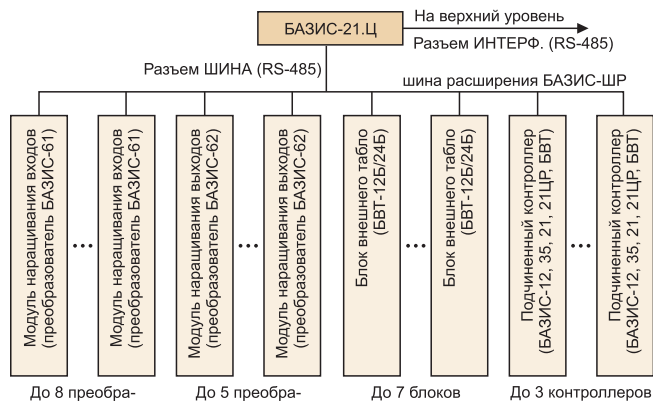 БАЗИС-21.Ц
На верхний уровень
Разъем ИНТЕРФ. (RS-485)
Разъем ШИНА (RS-485)
шина расширения БАЗИС-ШР
Модуль наращивания входов
(преобразователь БАЗИС-61)
...
Модуль наращивания входов
(преобразователь БАЗИС-61)
Модуль наращивания выходов
(преобразователь БАЗИС-62)
...
Модуль наращивания выходов
(преобразователь БАЗИС-62)
Блок внешнего табло
(БВТ-12Б/24Б)
...
Блок внешнего табло
(БВТ-12Б/24Б)
Подчиненный контроллер
(БАЗИС-12, 35, 21, 21ЦР, БВТ)
...
Подчиненный контроллер
(БАЗИС-12, 35, 21, 21ЦР, БВТ)
До 8 преобра-
До 5 преобра-
До 7 блоков
До 3 контроллеров